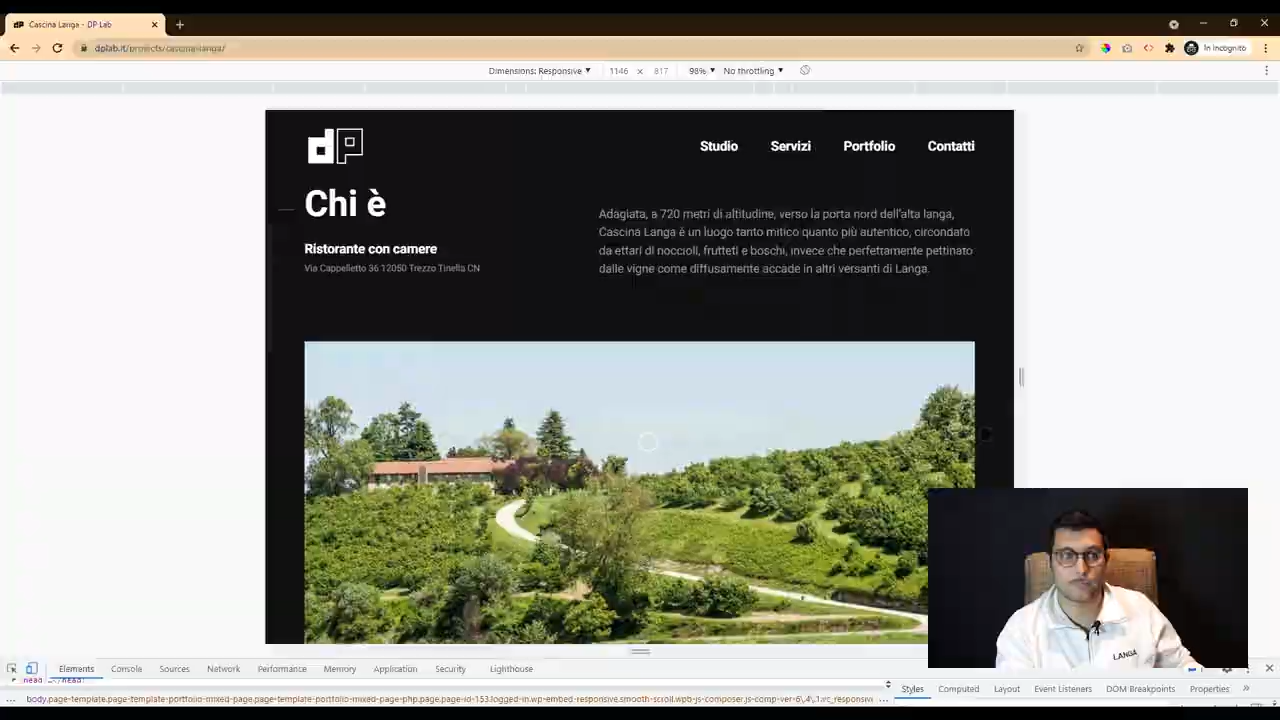 Cascina Langa - DP Lab
dplab.it/projects/cascina-langa/
In incognito
Dimensions: Responsive
1146 x 817
98%
No throttling
dP
Studio
Servizi
Portfolio
Contatti
Chi è
Ristorante con camere
Via Cappelletto 36 12050 Trezzo Tinella CN
Adagiata, a 720 metri di altitudine, verso la porta nord dell'alta langa,
Cascina Langa è un luogo tanto mitico quanto più autentico, circondato
da ettari di noccioli, frutteti e boschi, invece che perfettamente pettinato
dalle vigne come diffusamente accade in altri versanti di Langa.
LANGA
Elements
Console
Sources
Network
Performance
Memory
Application
Security
Lighthouse
Styles
Computed
Layout
Event Listeners
DOM Breakpoints
Properties